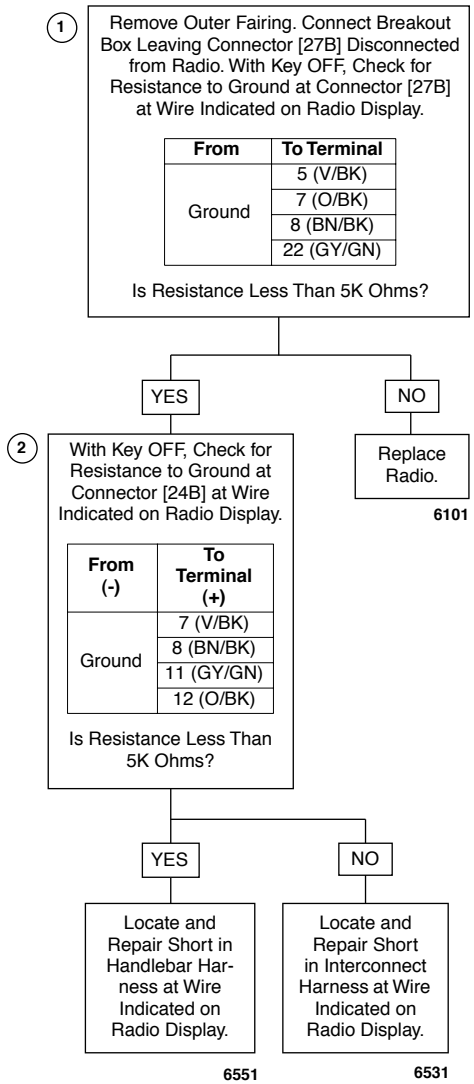 1
Remove Outer Fairing. Connect Breakout
Box Leaving Connector [27B] Disconnected
from Radio. With Key OFF, Check for
Resistance to Ground at Connector [27B]
at Wire Indicated on Radio Display.
From To Terminal
Ground
5 (V/BK)
7 (O/BK)
8 (BN/BK)
22 (GY/GN)
Is Resistance Less Than 5K Ohms?
YES
NO
Replace
Radio.
6101
2
With Key OFF, Check for
Resistance to Ground at
Connector [24B] at Wire
Indicated on Radio Display.
From
(-)
To
Terminal
(+)
Ground
7 (V/BK)
8 (BN/BK)
11 (GY/GN)
12 (O/BK)
Is Resistance Less Than
5K Ohms?
YES
NO
Locate and
Repair Short in
Handlebar Har-
ness at Wire
Indicated on
Radio Display.
6551
Locate and
Repair Short
in Interconnect
Harness at Wire
Indicated on
Radio Display.
6531